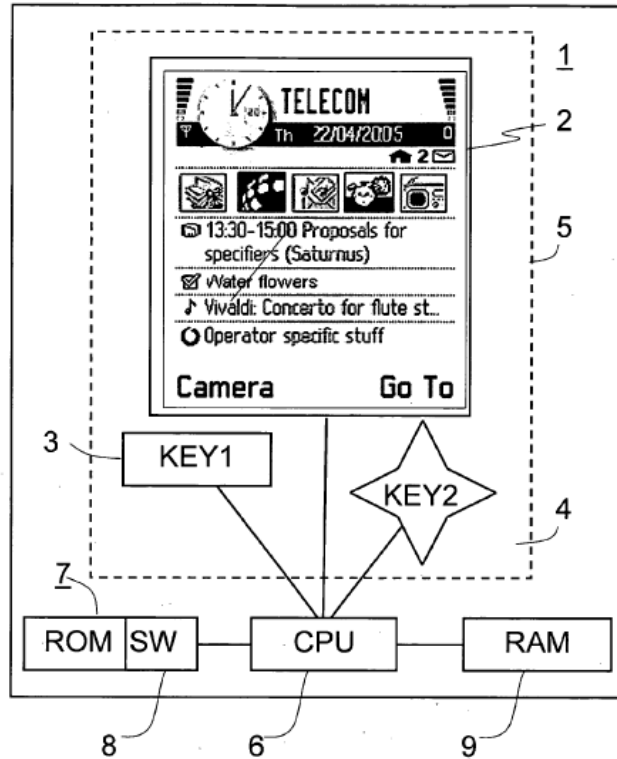 1
TELECOM
Th 22/04/2005
2
2
5
13:30-15:00 Proposals for
specifiers (Saturnus)
Water flowers
Vivaldi: Concerto for flute st...
Operator specific stuff
Camera Go To
3
KEY1
KEY2
4
7
ROM SW CPU RAM
8 6 9